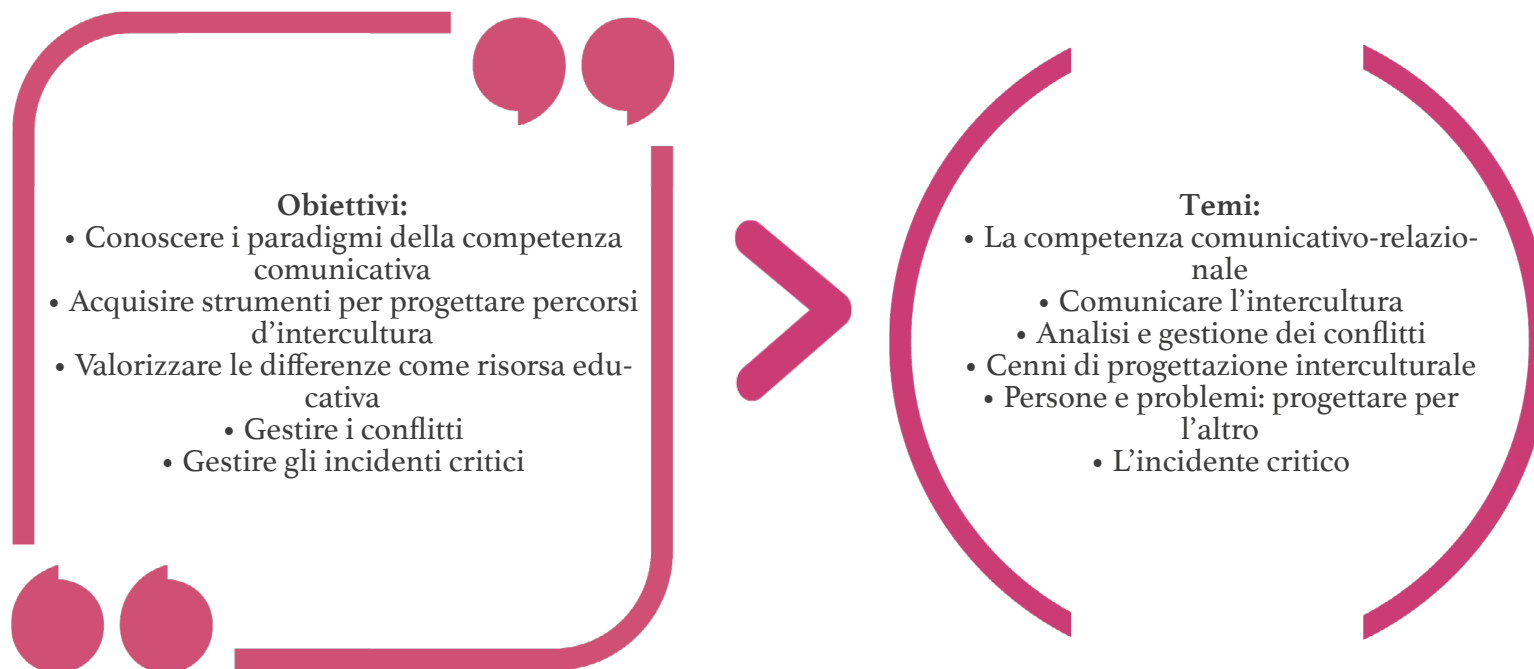 Obiettivi:
• Conoscere i paradigmi della competenza
comunicativa
• Acquisire strumenti per progettare percorsi
d’intercultura
• Valorizzare le differenze come risorsa edu-
cativa
• Gestire i conflitti
• Gestire gli incidenti critici
Temi:
• La competenza comunicativo-relazio-
nale
• Comunicare l’intercultura
• Analisi e gestione dei conflitti
• Cenni di progettazione interculturale
• Persone e problemi: progettare per
l’altro
• L’incidente critico